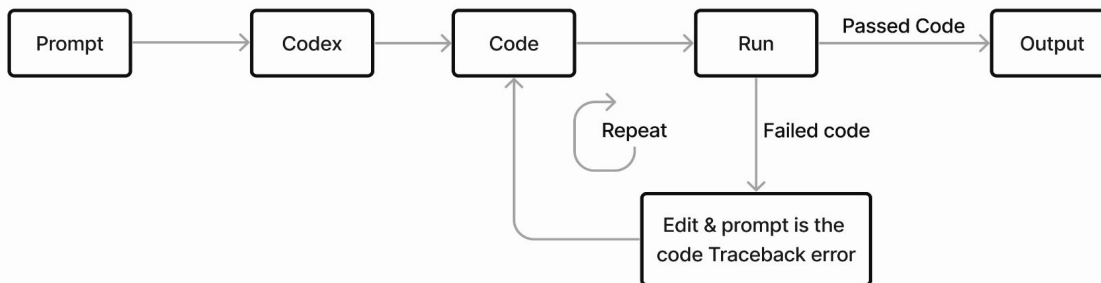 Prompt
Codex
Code
Run
Passed Code
Output
Repeat
Failed code
Edit & prompt is the
code Traceback error